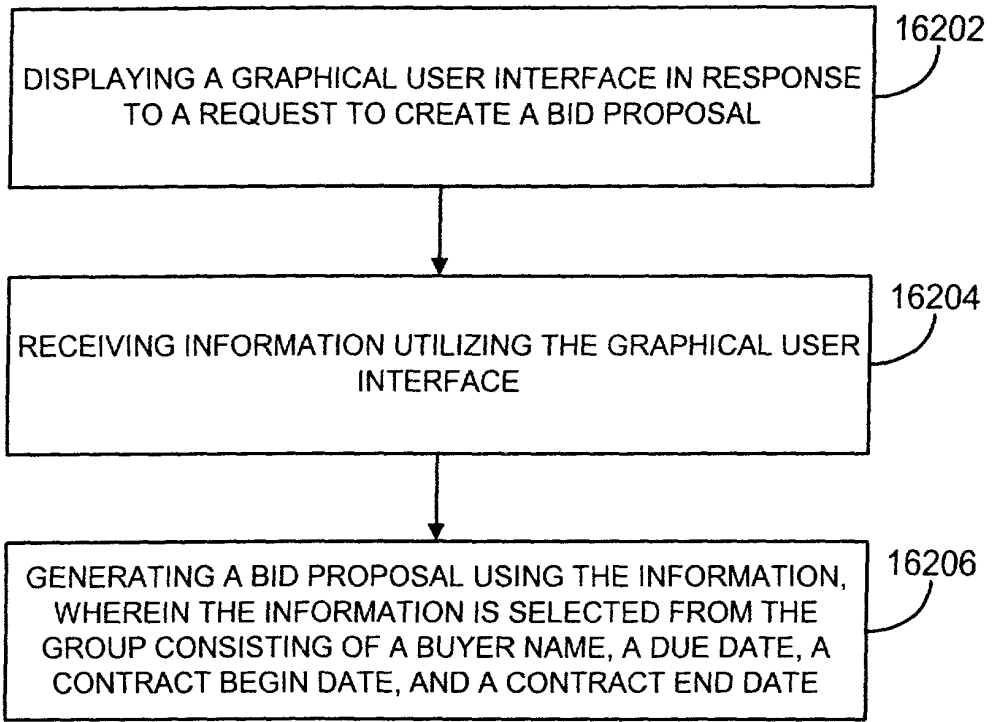 16202
DISPLAYING A GRAPHICAL USER INTERFACE IN RESPONSE
TO A REQUEST TO CREATE A BID PROPOSAL
16204
RECEIVING INFORMATION UTILIZING THE GRAPHICAL USER
INTERFACE
16206
GENERATING A BID PROPOSAL USING THE INFORMATION,
WHEREIN THE INFORMATION IS SELECTED FROM THE
GROUP CONSISTING OF A BUYER NAME, A DUE DATE, A
CONTRACT BEGIN DATE, AND A CONTRACT END DATE